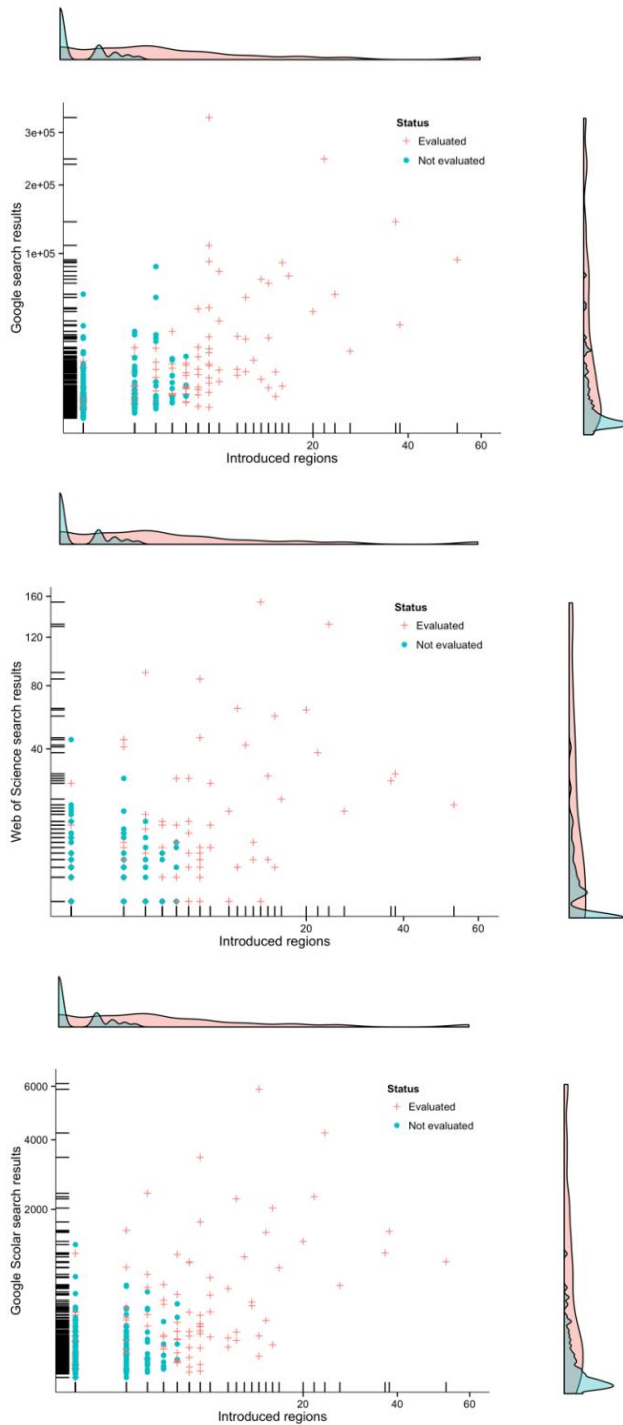 Status
Evaluated
Not evaluated
3e+05
2e+05
1e+05
Google search results
20
40
60
Introduced regions
Status
Evaluated
Not evaluated
160
120
80
40
Web of Science search results
20
40
60
Introduced regions
Status
Evaluated
Not evaluated
6000
4000
2000
Google Scolar search results
20
40
60
Introduced regions